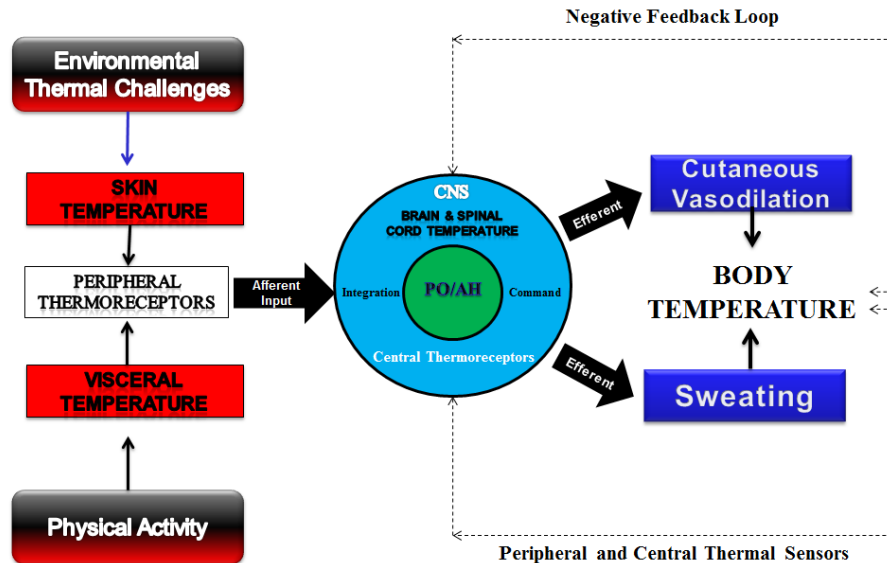 Negative Feedback Loop
Environmental
Thermal Challenges
SKIN
TEMPERATURE
PERIPHERAL
THERMORECEPTORS
VISCERAL
TEMPERATURE
Physical Activity
Afferent
Input
CNS
BRAIN & SPINAL
CORD TEMPERATURE
Integration
PO/AH
Command
Central Thermoreceptors
Efferent
Efferent
Cutaneous
Vasodilation
BODY
TEMPERATURE
Sweating
Peripheral and Central Thermal Sensors